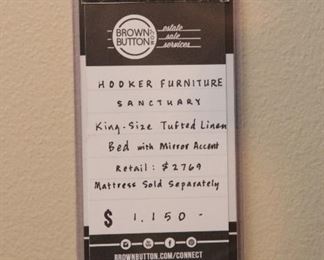 BROWN
BUTTON
estate
sale
services
HOOKER FURNITURE
SANCTUARY
King-Size Tufted Linen
Bed with Mirror Accent
Retail: $2769
Mattress Sold Separately
$ 1,150-
BROWNBUTTON.COM/CONNECT